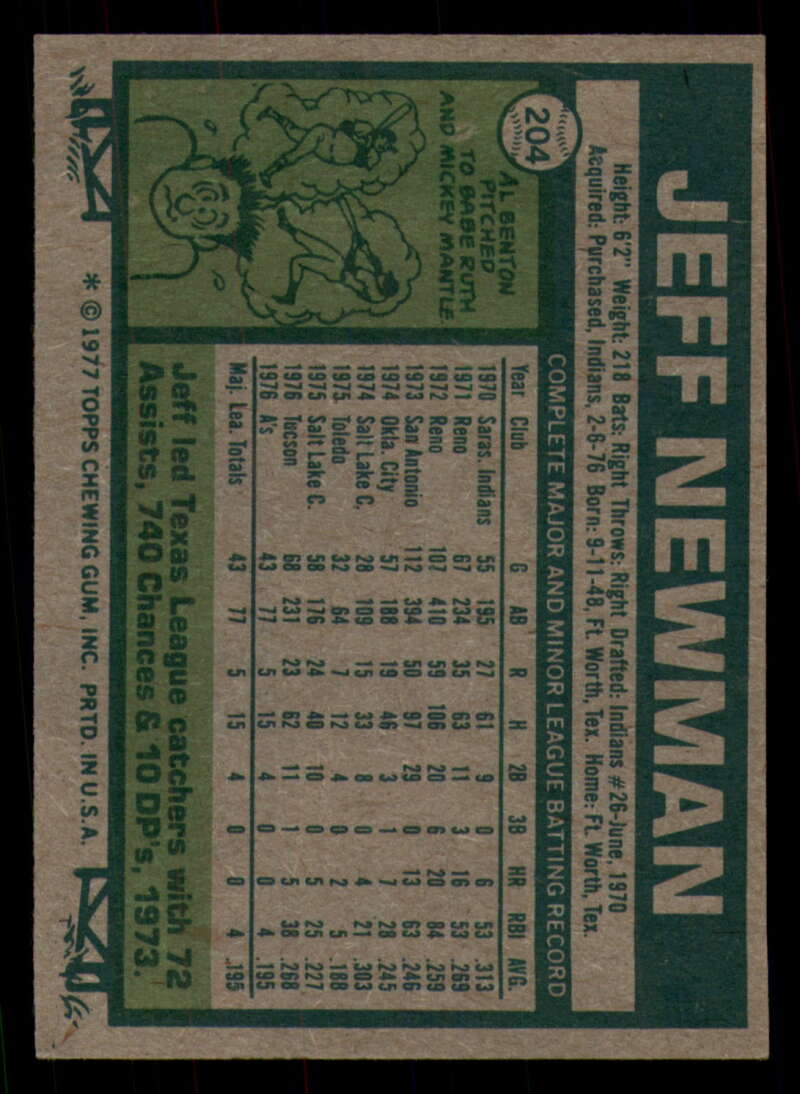 JEFF NEWMAN
204
Height: 6'2" Weight: 218 Bats: Right Throws: Right Drafted: Indians #26-June, 1970
Acquired: Purchased, Indians, 2-6-76 Born: 9-11-48, Ft. Worth, Tex. Home: Ft. Worth, Tex.
COMPLETE MAJOR AND MINOR LEAGUE BATTING RECORD
Year Club G AB R H 2B 3B HR RBI AVG.
1970 Saras. Indians 55 195 27 61 9 0 6 53 .313
1971 Reno 67 234 35 63 11 3 16 53 .269
1972 Reno 107 410 59 106 20 6 20 84 .259
1973 San Antonio 112 394 50 97 29 0 13 63 .246
1974 Okla. City 57 188 19 46 3 1 7 28 .245
1974 Salt Lake C. 28 109 15 33 8 0 4 21 .303
1975 Toledo 32 64 7 12 4 0 2 5 .188
1975 Salt Lake C. 58 176 24 40 10 0 5 25 .227
1976 Tucson 68 231 23 62 11 1 5 38 .268
1976 A's 43 77 5 15 4 0 0 4 .195
Maj. Lea. Totals 43 77 5 15 4 0 0 4 .195
AL BENTON
PITCHED
TO BABE RUTH
AND MICKEY MANTLE.
Jeff led Texas League catchers with 72
Assists, 740 Chances & 10 DP's, 1973.
* ©1977 TOPPS CHEWING GUM, INC. PRTD. IN U.S.A.